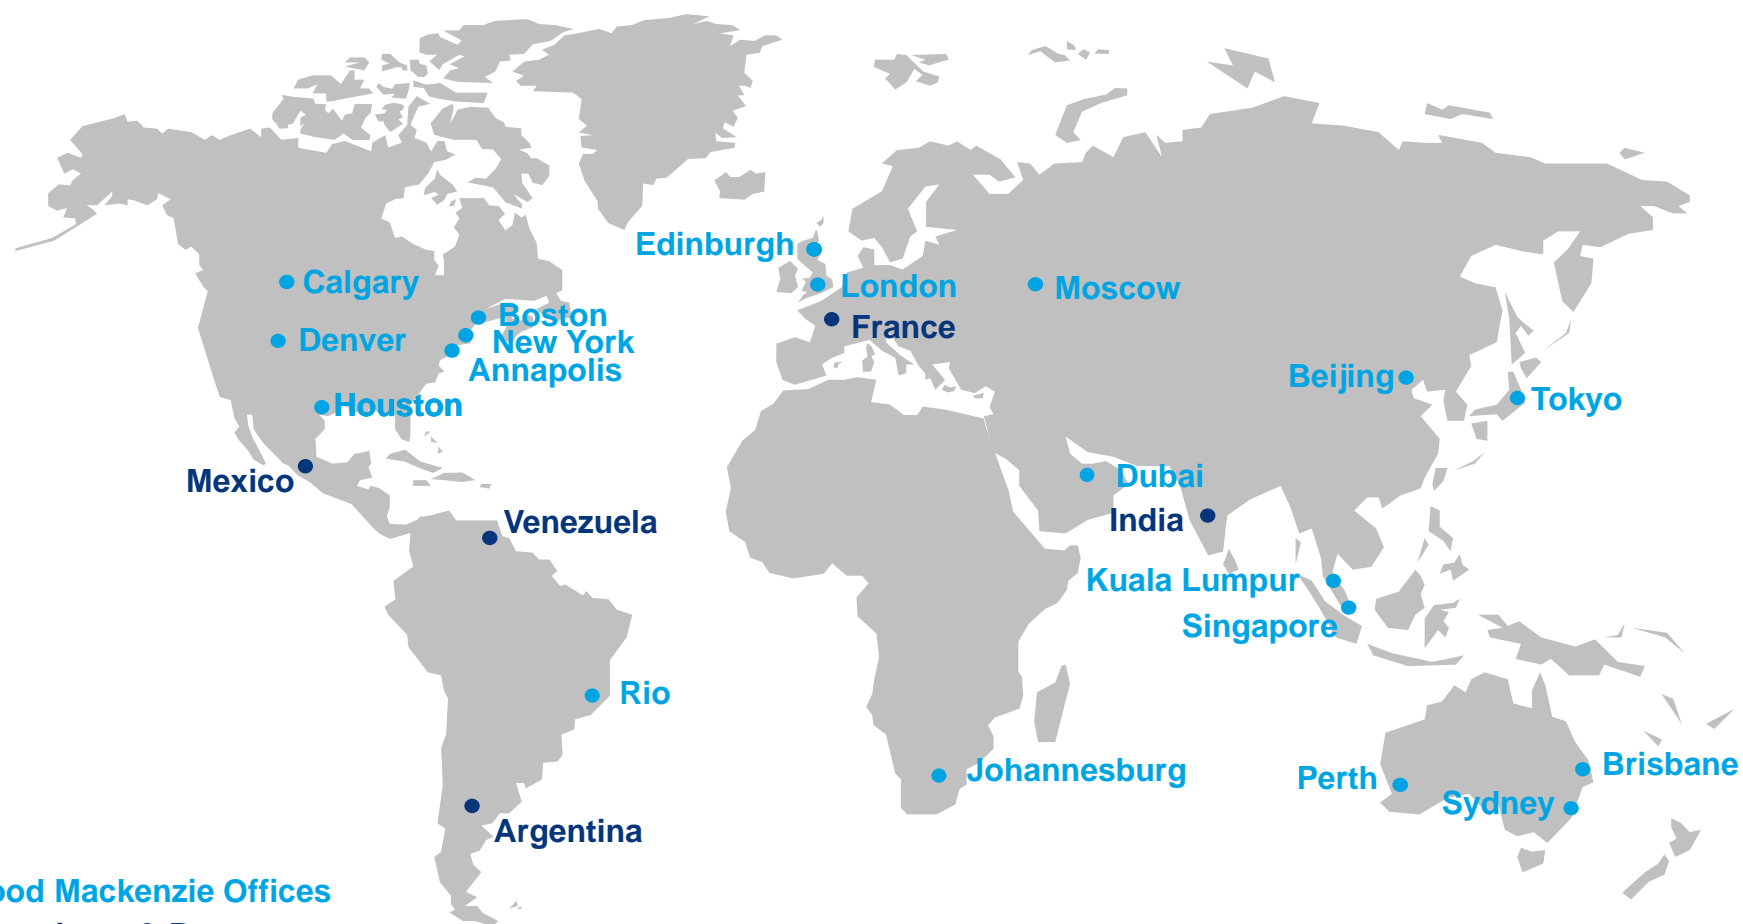 Edinburgh
Calgary
London
Moscow
Boston
France
Denver
New York
Annapolis
Beijing
Houston
Tokyo
Mexico
Dubai
Venezuela
India
Kuala Lumpur
Singapore
Rio
Johannesburg
Perth
Brisbane
Sydney
Argentina
ood Mackenzie Offices